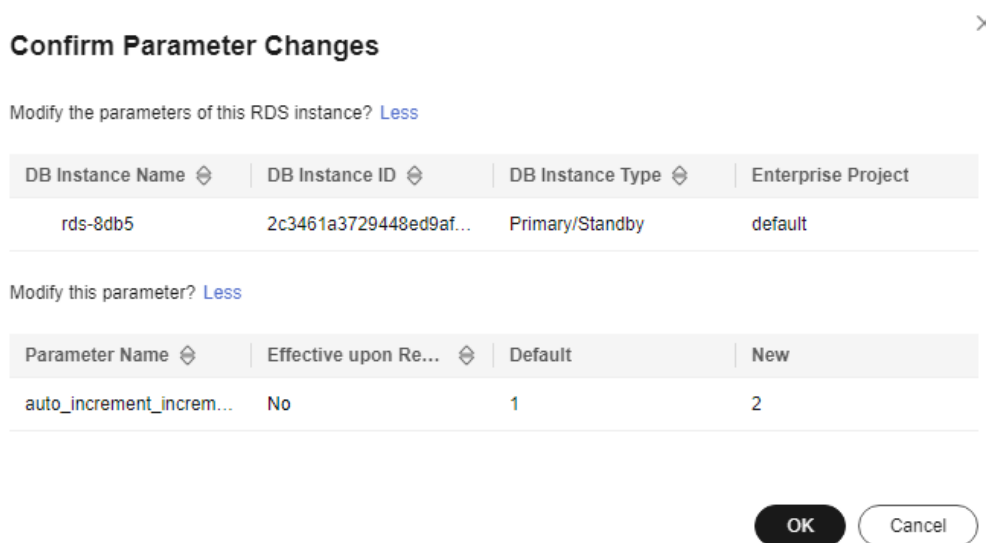 Confirm Parameter Changes
Modify the parameters of this RDS instance? Less
DB Instance Name DB Instance ID DB Instance Type Enterprise Project
rds-8db5 2c3461a3729448ed9af... Primary/Standby default
Modify this parameter? Less
Parameter Name Effective upon Re... Default New
auto_increment_increm... No 1 2
OK Cancel